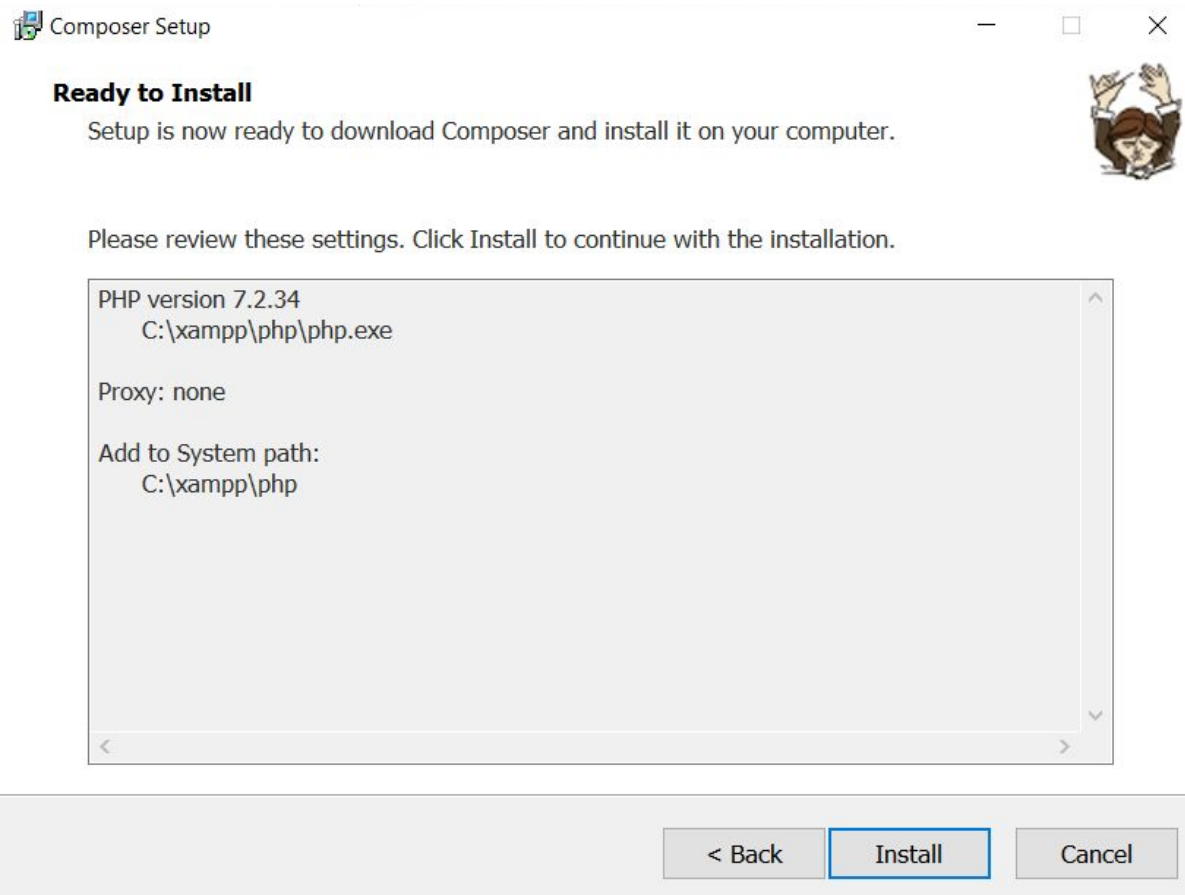 Composer Setup
Ready to Install
Setup is now ready to download Composer and install it on your computer.
Please review these settings. Click Install to continue with the installation.
PHP version 7.2.34
C:\xampp\php\php.exe
Proxy: none
Add to System path:
C:\xampp\php
< Back
Install
Cancel